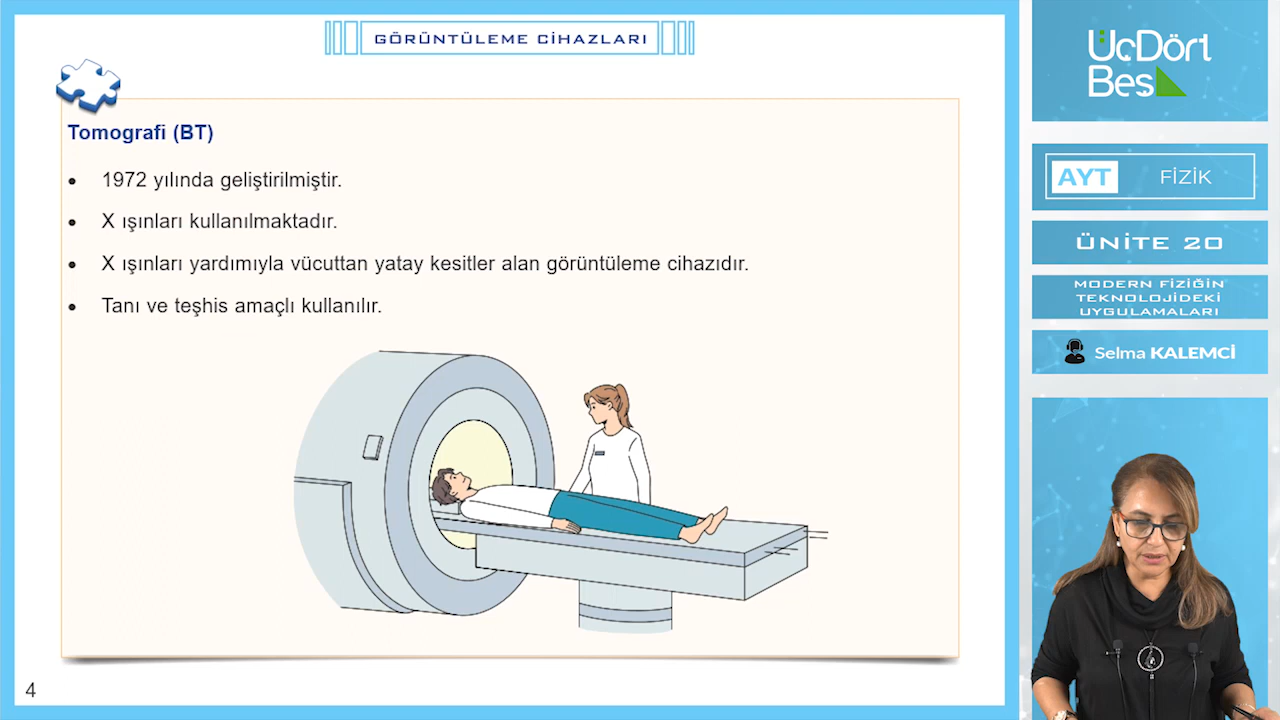 GÖRÜNTÜLEME CİHAZLARI
Tomografi (BT)
• 1972 yılında geliştirilmiştir.
• X ışınları kullanılmaktadır.
• X ışınları yardımıyla vücuttan yatay kesitler alan görüntüleme cihazıdır.
• Tanı ve teşhis amaçlı kullanılır.
4
ÜçDört
Beş
AYT FİZİK
ÜNİTE 20
MODERN FİZİĞİN
TEKNOLOJİDEKİ
UYGULAMALARI
Selma KALEMCİ